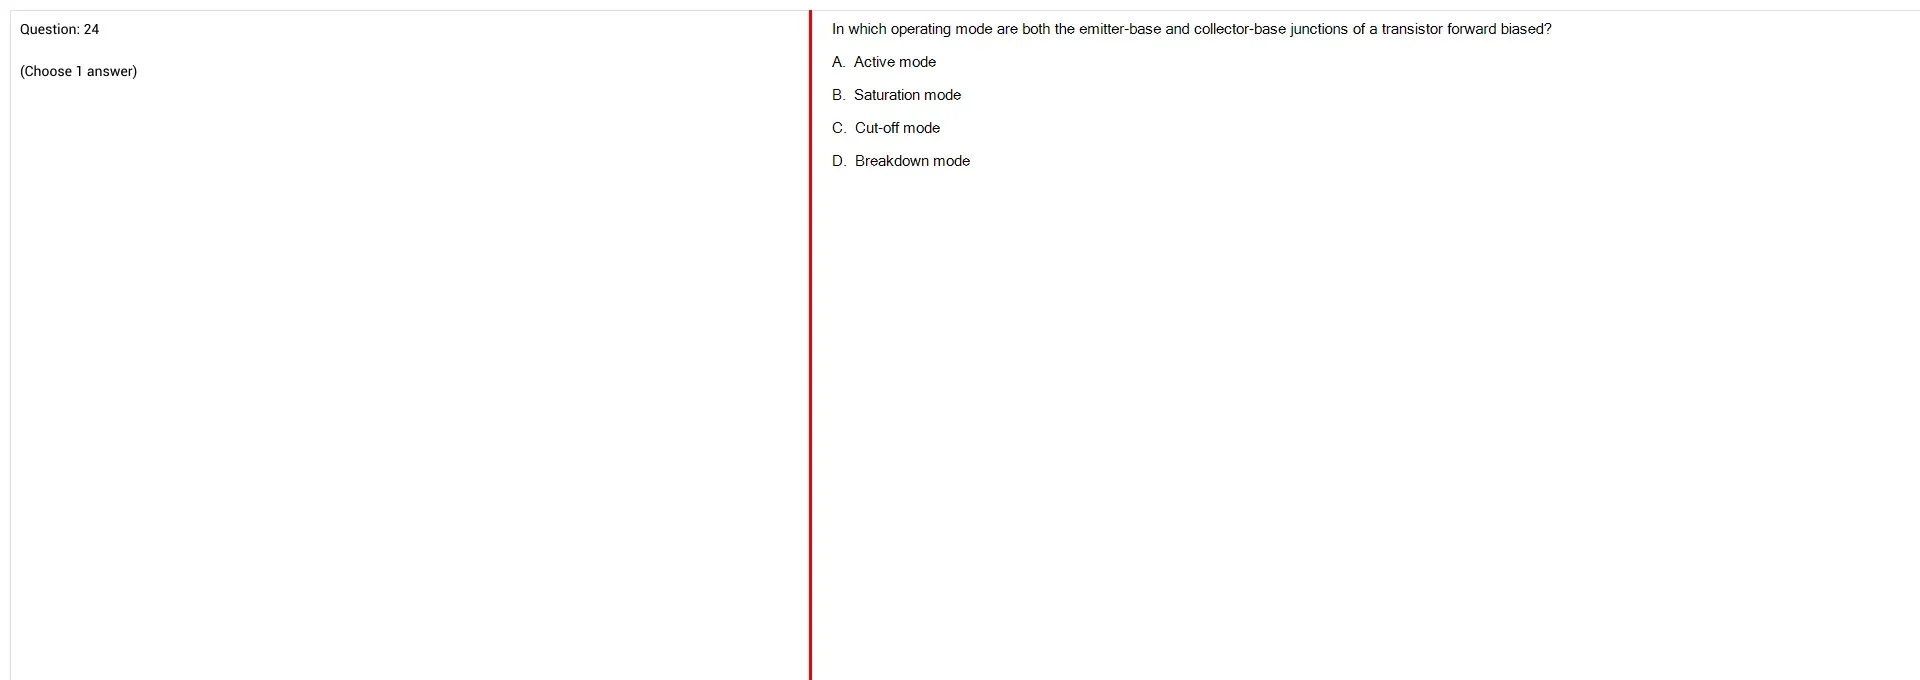 Question: 24
(Choose 1 answer)
In which operating mode are both the emitter-base and collector-base junctions of a transistor forward biased?
A. Active mode
B. Saturation mode
C. Cut-off mode
D. Breakdown mode